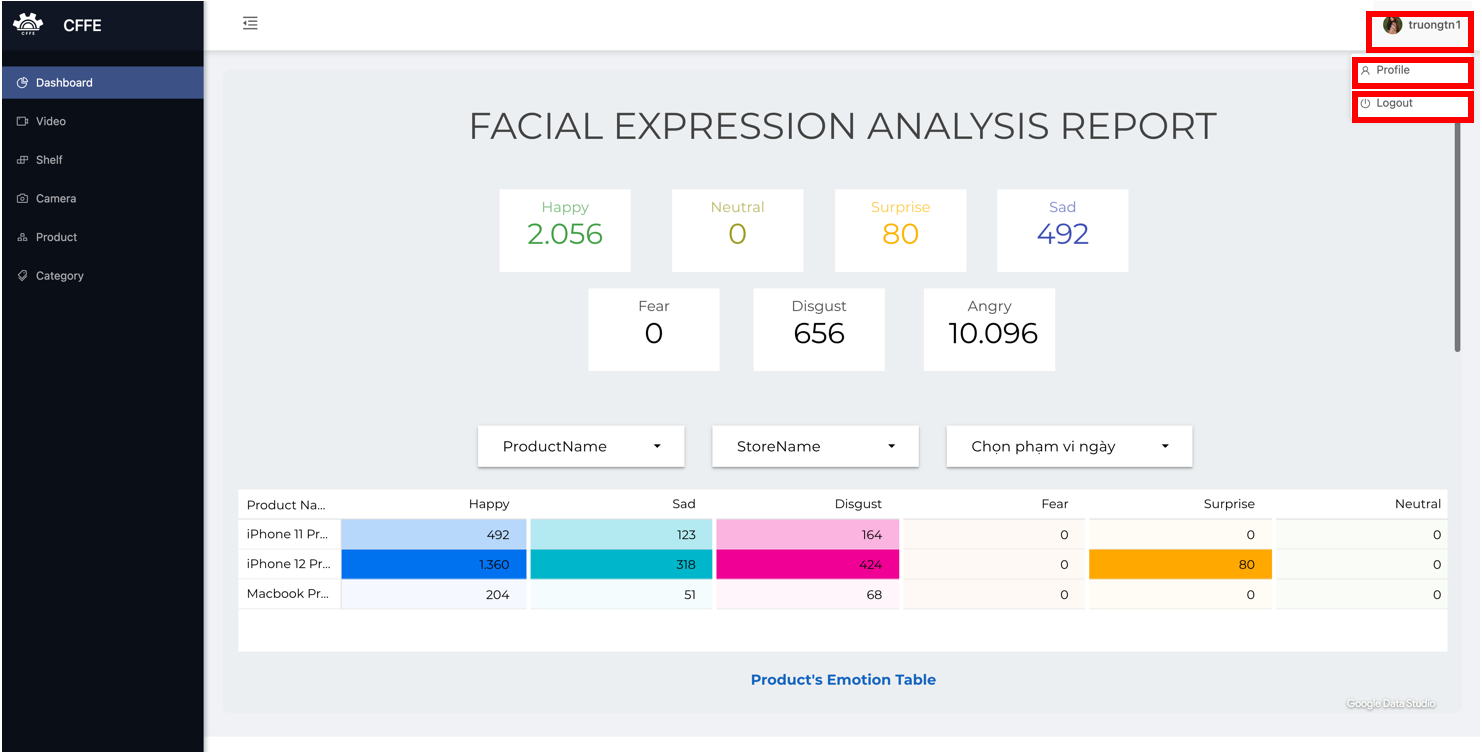 CFFE
CFFE
truongtn1
Dashboard
Profile
Logout
Video
Shelf
Camera
Product
Category
FACIAL EXPRESSION ANALYSIS REPORT
Happy
2.056
Neutral
0
Surprise
80
Sad
492
Fear
0
Disgust
656
Angry
10.096
ProductName
StoreName
Chọn phạm vi ngày
Product Na... Happy Sad Disgust Fear Surprise Neutral
iPhone 11 Pr... 492 123 164 0 0 0
iPhone 12 Pr... 1.360 318 424 0 80 0
Macbook Pr... 204 51 68 0 0 0
Product's Emotion Table
Google Data Studio